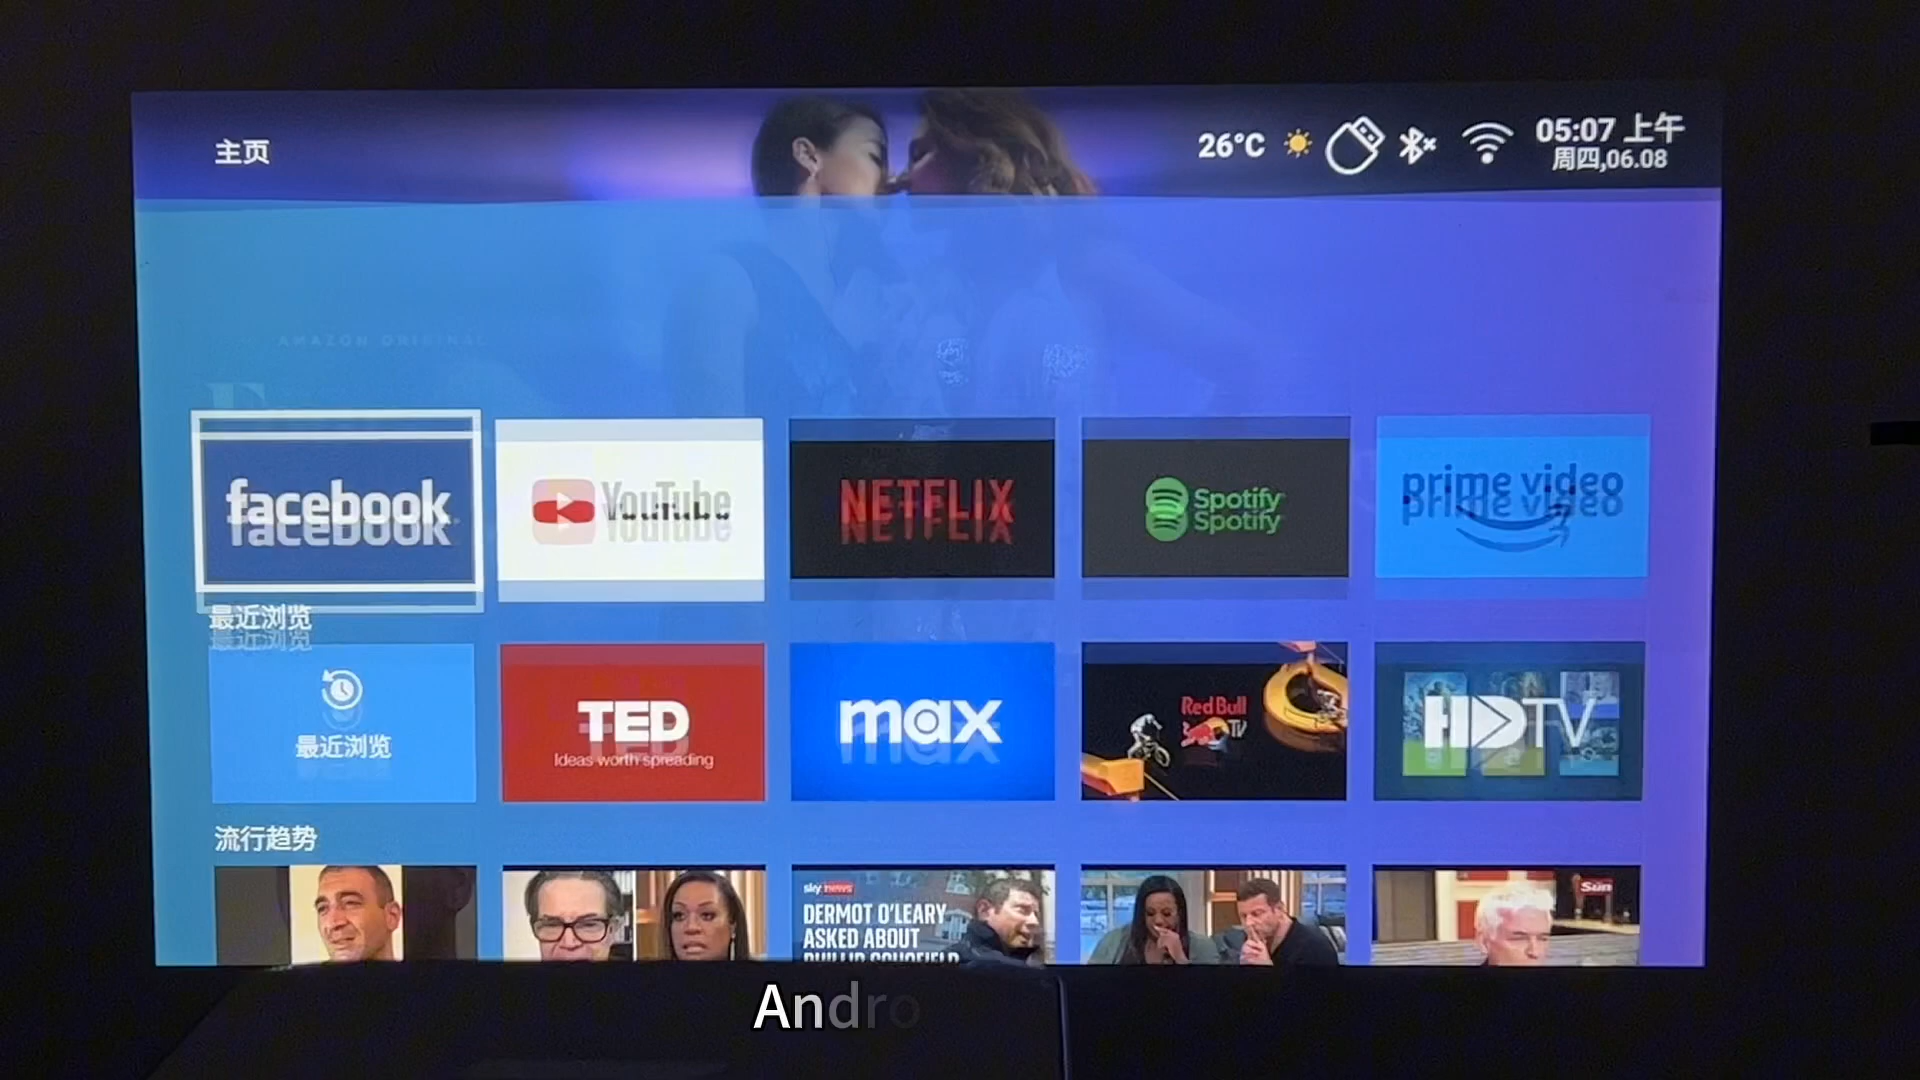 主页
26°C
05:07 上午
周四,06.08
AMAZON ORIGINAL
facebook
YouTube
NETFLIX
Spotify
prime video
最近浏览
最近浏览
TED
Ideas worth spreading
max
Red Bull
TV
HDTV
流行趋势
sky news
DERMOT O'LEARY
ASKED ABOUT
PHILLIP SCHOFIELD
Sun
Andro